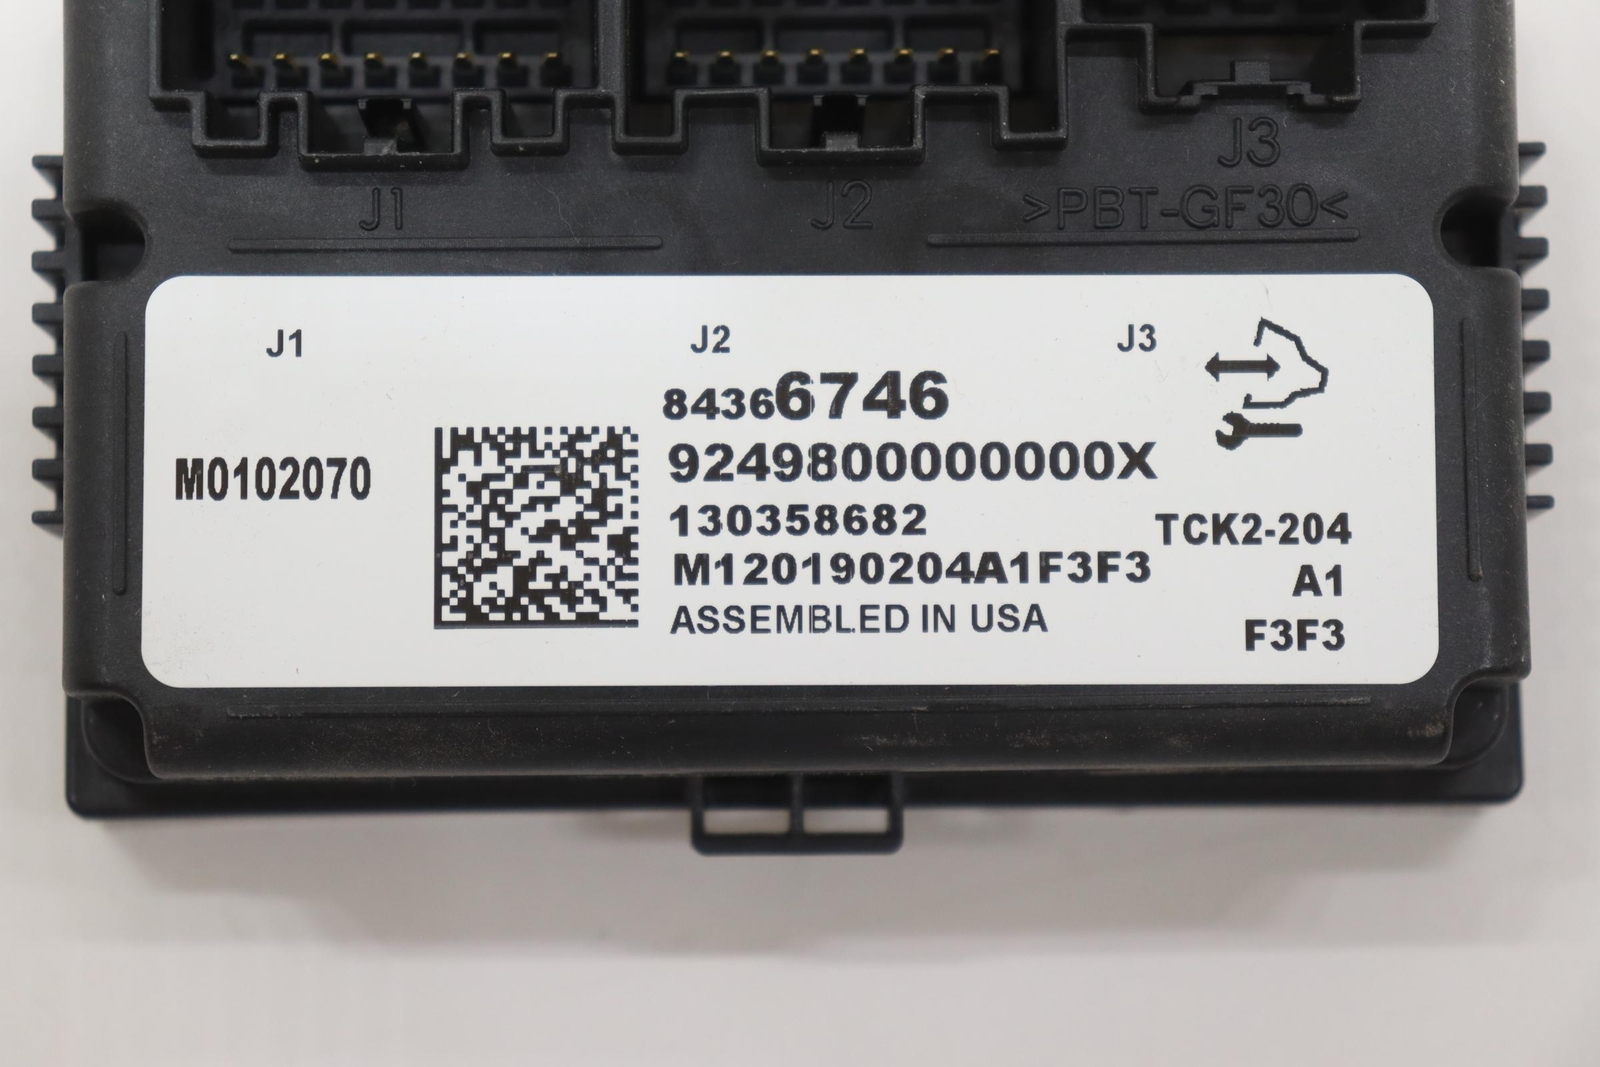 J3
J1
J2
>PBT-GF30<
J1
J2
J3
84366746
9249800000000X
M0102070
130358682
TCK2-204
M120190204A1F3F3
A1
ASSEMBLED IN USA
F3F3